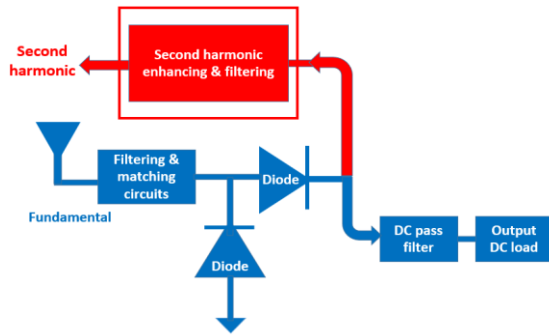 Second
harmonic
Second harmonic
enhancing & filtering
Filtering &
matching
circuits
Diode
Fundamental
Diode
DC pass
filter
Output
DC load